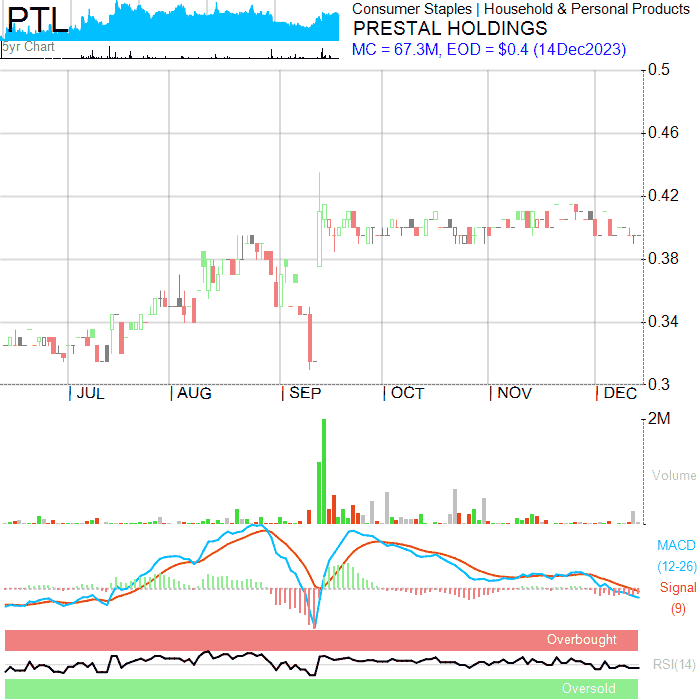 PTL
5yr Chart
Consumer Staples | Household & Personal Products
PRESTAL HOLDINGS
MC = 67.3M, EOD = $0.4 (14Dec2023)
0.5
0.46
0.42
0.38
0.34
0.3
| JUL | AUG | SEP | OCT | NOV | DEC
2M
Volume
MACD
(12-26)
Signal
(9)
Overbought
RSI(14)
Oversold